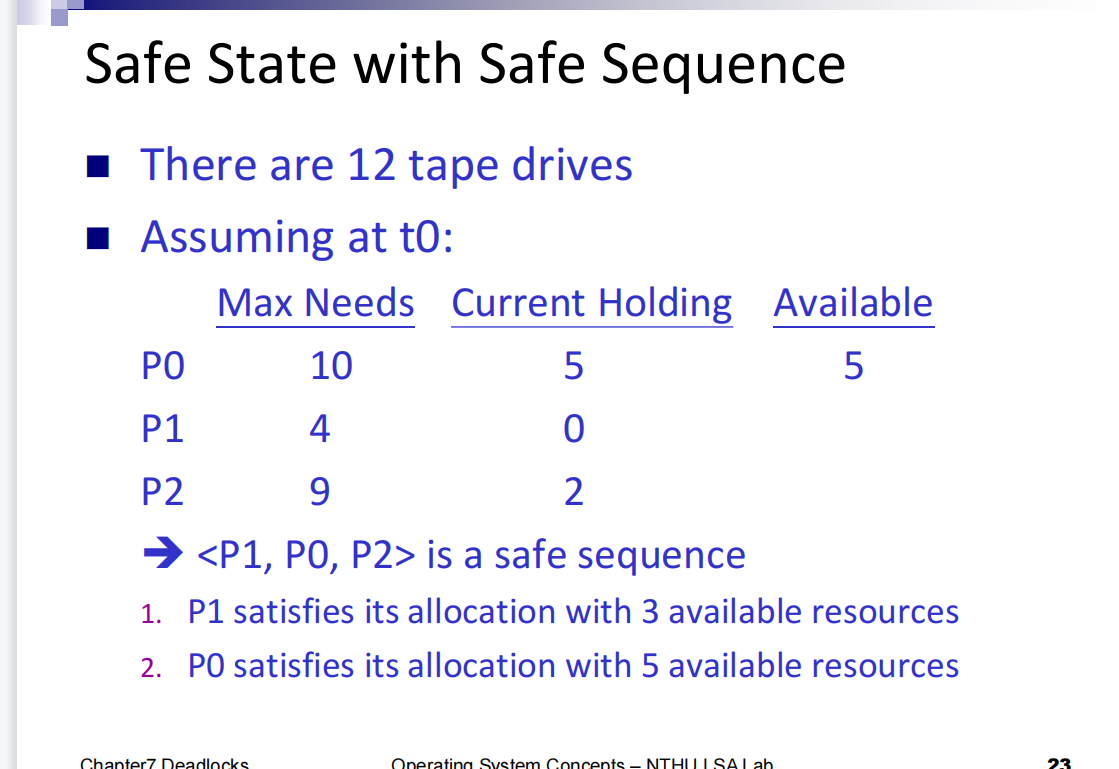 Safe State with Safe Sequence
■ There are 12 tape drives
■ Assuming at t0:
Max Needs Current Holding Available
P0 10 5 5
P1 4 0
P2 9 2
➔ <P1, P0, P2> is a safe sequence
1. P1 satisfies its allocation with 3 available resources
2. P0 satisfies its allocation with 5 available resources
Chapter7 Deadlocks Operating System Concepts – NTHU LSA Lab 23